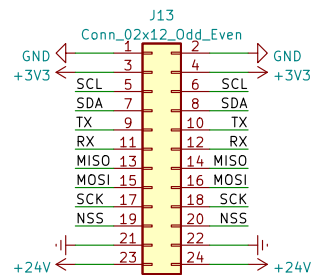 J13
Conn_02x12_Odd_Even
GND 1 2 GND
+3V3 3 4 +3V3
SCL 5 6 SCL
SDA 7 8 SDA
TX 9 10 TX
RX 11 12 RX
MISO 13 14 MISO
MOSI 15 16 MOSI
SCK 17 18 SCK
NSS 19 20 NSS
21 22
+24V 23 24 +24V